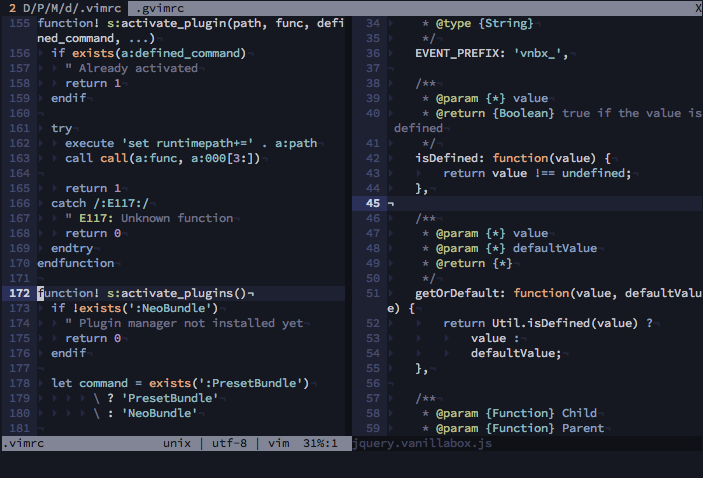 2 D/P/M/d/.vimrc .gvimrc X
155 function! s:activate_plugin(path, func, defi
ned_command, ...)
156 if exists(a:defined_command)
157 " Already activated
158 return 1
159 endif
160
161 try
162 execute 'set runtimepath+=' . a:path
163 call call(a:func, a:000[3:])
164
165 return 1
166 catch /:E117:/
167 " E117: Unknown function
168 return 0
169 endtry
170 endfunction
171
172 function! s:activate_plugins()¬
173 if !exists(':NeoBundle')
174 " Plugin manager not installed yet
175 return 0
176 endif
177
178 let command = exists(':PresetBundle')
179 \ ? 'PresetBundle'
180 \ : 'NeoBundle'
181
.vimrc unix | utf-8 | vim 31%:1
34 * @type {String}
35 */
36 EVENT_PREFIX: 'vnbx_',
37
38 /**
39 * @param {*} value
40 * @return {Boolean} true if the value is
defined
41 */
42 isDefined: function(value) {
43 return value !== undefined;
44 },
45 ¬
46 /**
47 * @param {*} value
48 * @param {*} defaultValue
49 * @return {*}
50 */
51 getOrDefault: function(value, defaultValu
e) {
52 return Util.isDefined(value) ?
53 value :
54 defaultValue;
55 },
56
57 /**
58 * @param {Function} Child
59 * @param {Function} Parent
jquery.vanillabox.js